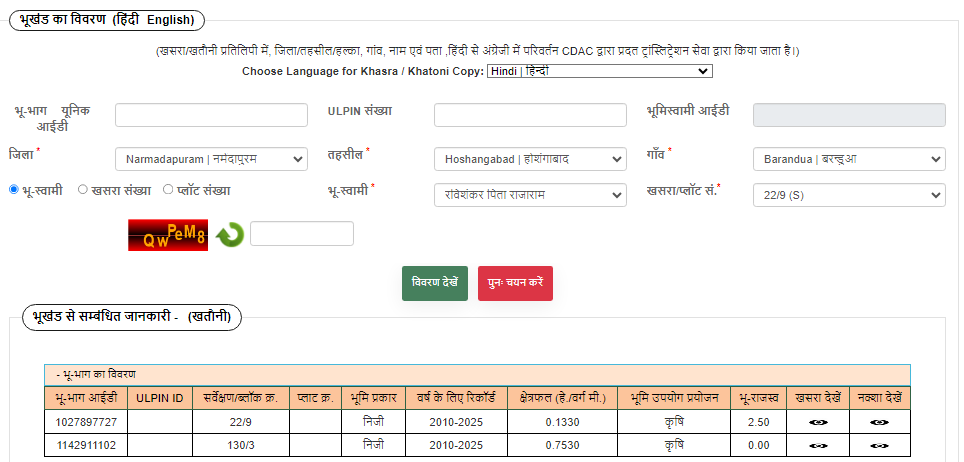 भूखंड का विवरण (हिंदी English)
(खसरा/खतौनी प्रतिलिपी में, जिला/तहसील/हल्का, गांव, नाम एवं पता ,हिंदी से अंग्रेजी में परिवर्तन CDAC द्वारा प्रदत ट्रांस्लिट्रेशन सेवा द्वारा किया जाता है।)
Choose Language for Khasra / Khatoni Copy: Hindi | हिन्दी
भू-भाग यूनिक आईडी
ULPIN संख्या
भूमिस्वामी आईडी
जिला * Narmadapuram | नर्मदापुरम तहसील * Hoshangabad | होशंगाबाद गाँव * Barandua | बरन्डुआ
भू-स्वामी खसरा संख्या प्लॉट संख्या भू-स्वामी * रविशंकर पिता राजाराम खसरा/प्लॉट सं.* 22/9 (S)
QwPeM8
विवरण देखें पुनः चयन करें
भूखंड से सम्बंधित जानकारी - (खतौनी)
- भू-भाग का विवरण
भू-भाग आईडी ULPIN ID सर्वेक्षण/ब्लॉक क्र. प्लाट क्र. भूमि प्रकार वर्ष के लिए रिकॉर्ड क्षेत्रफल (हे./वर्ग मी.) भूमि उपयोग प्रयोजन भू-राजस्व खसरा देखें नक्शा देखें
1027897727 22/9 निजी 2010-2025 0.1330 कृषि 2.50
1142911102 130/3 निजी 2010-2025 0.7530 कृषि 0.00